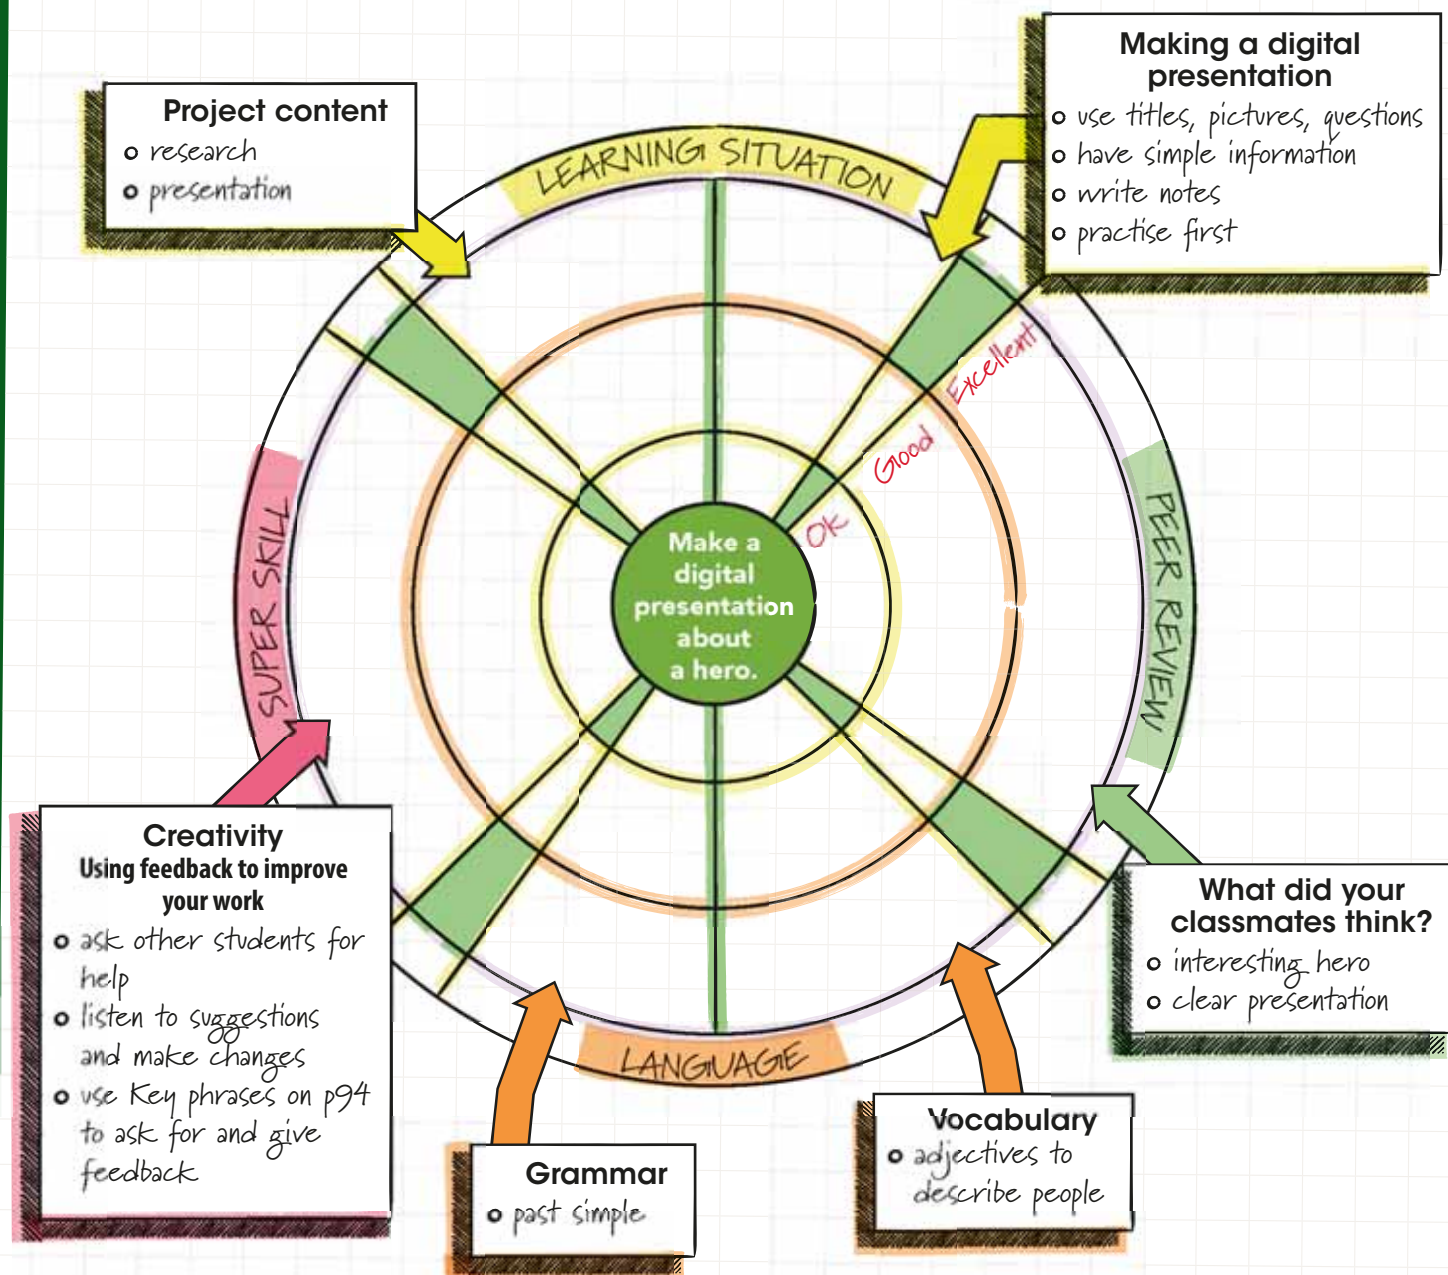 Project content
research
presentation
Making a digital
presentation
use titles, pictures, questions
have simple information
write notes
practise first
LEARNING SITUATION
Excellent
Good
OK
Make a
digital
presentation
about
a hero.
SUPER SKILL
PEER REVIEW
LANGUAGE
Creativity
Using feedback to improve
your work
ask other students for
help
listen to suggestions
and make changes
use Key phrases on p94
to ask for and give
feedback
What did your
classmates think?
interesting hero
clear presentation
Grammar
past simple
Vocabulary
adjectives to
describe people